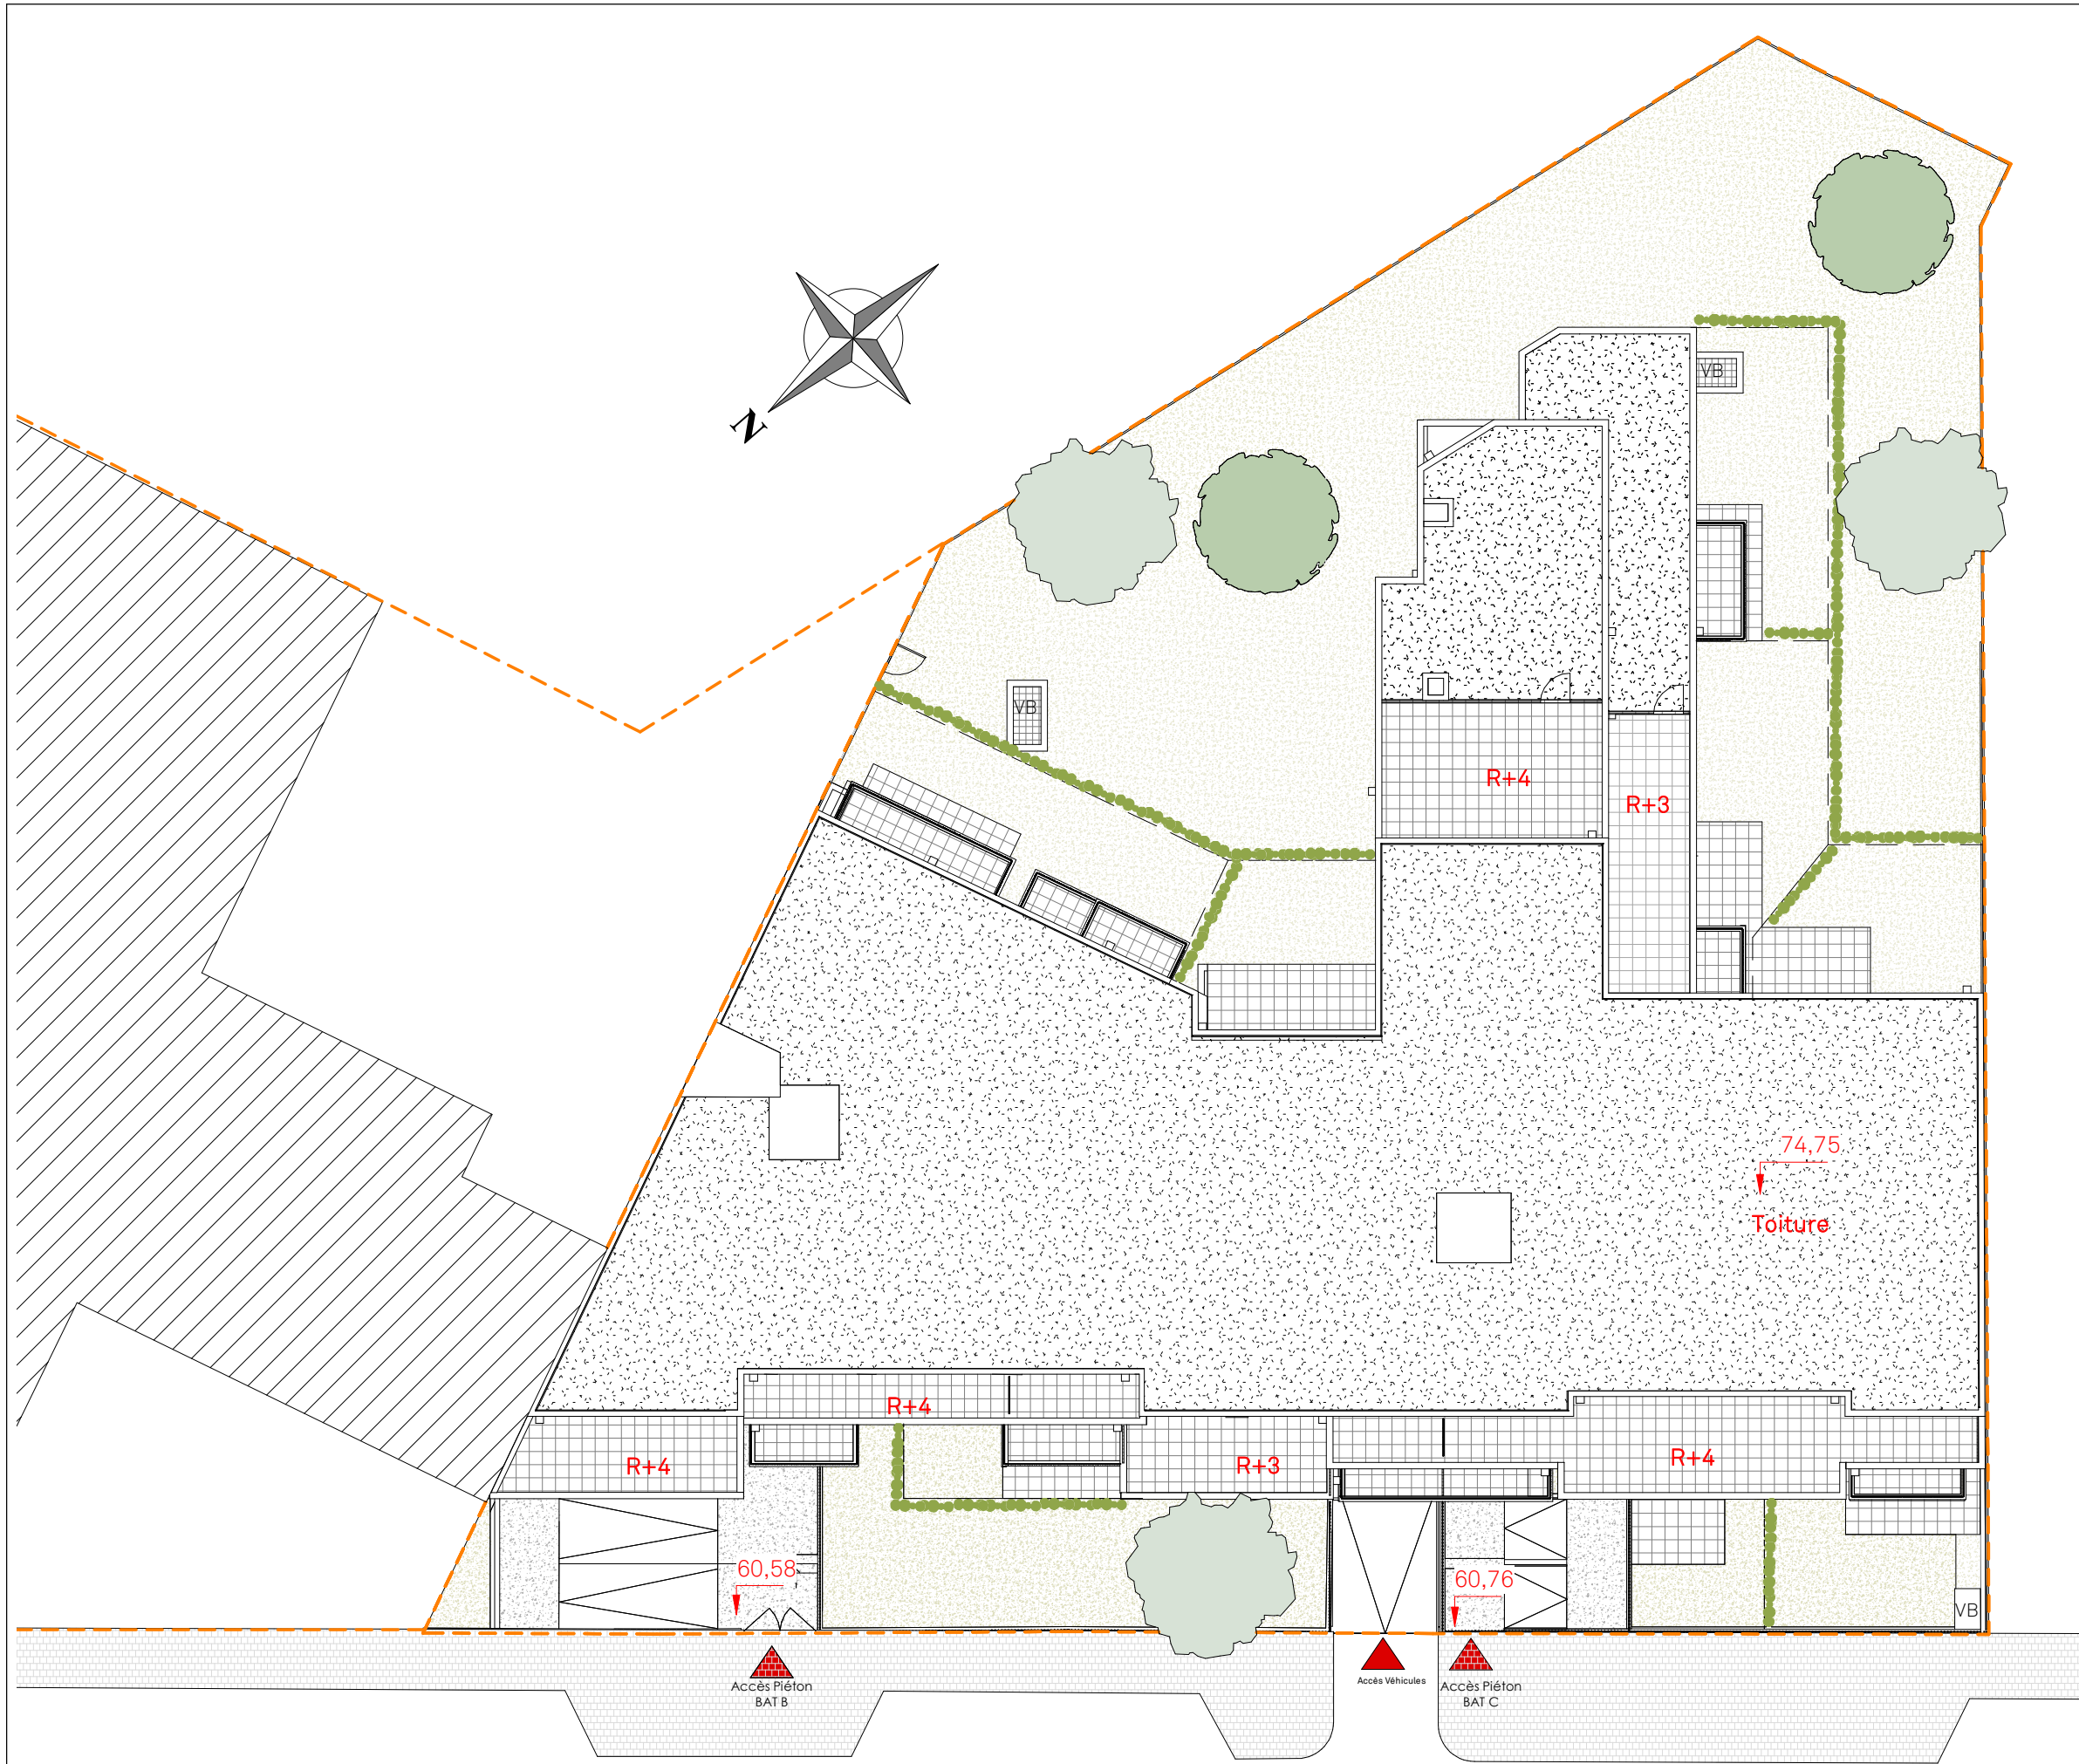 VB
N
VB
R+4
R+3
74,75
Toiture
R+4
R+4
R+3
R+4
60,58
60,76
VB
Accès Piéton
BAT B
Accès Véhicules
Accès Piéton
BAT C